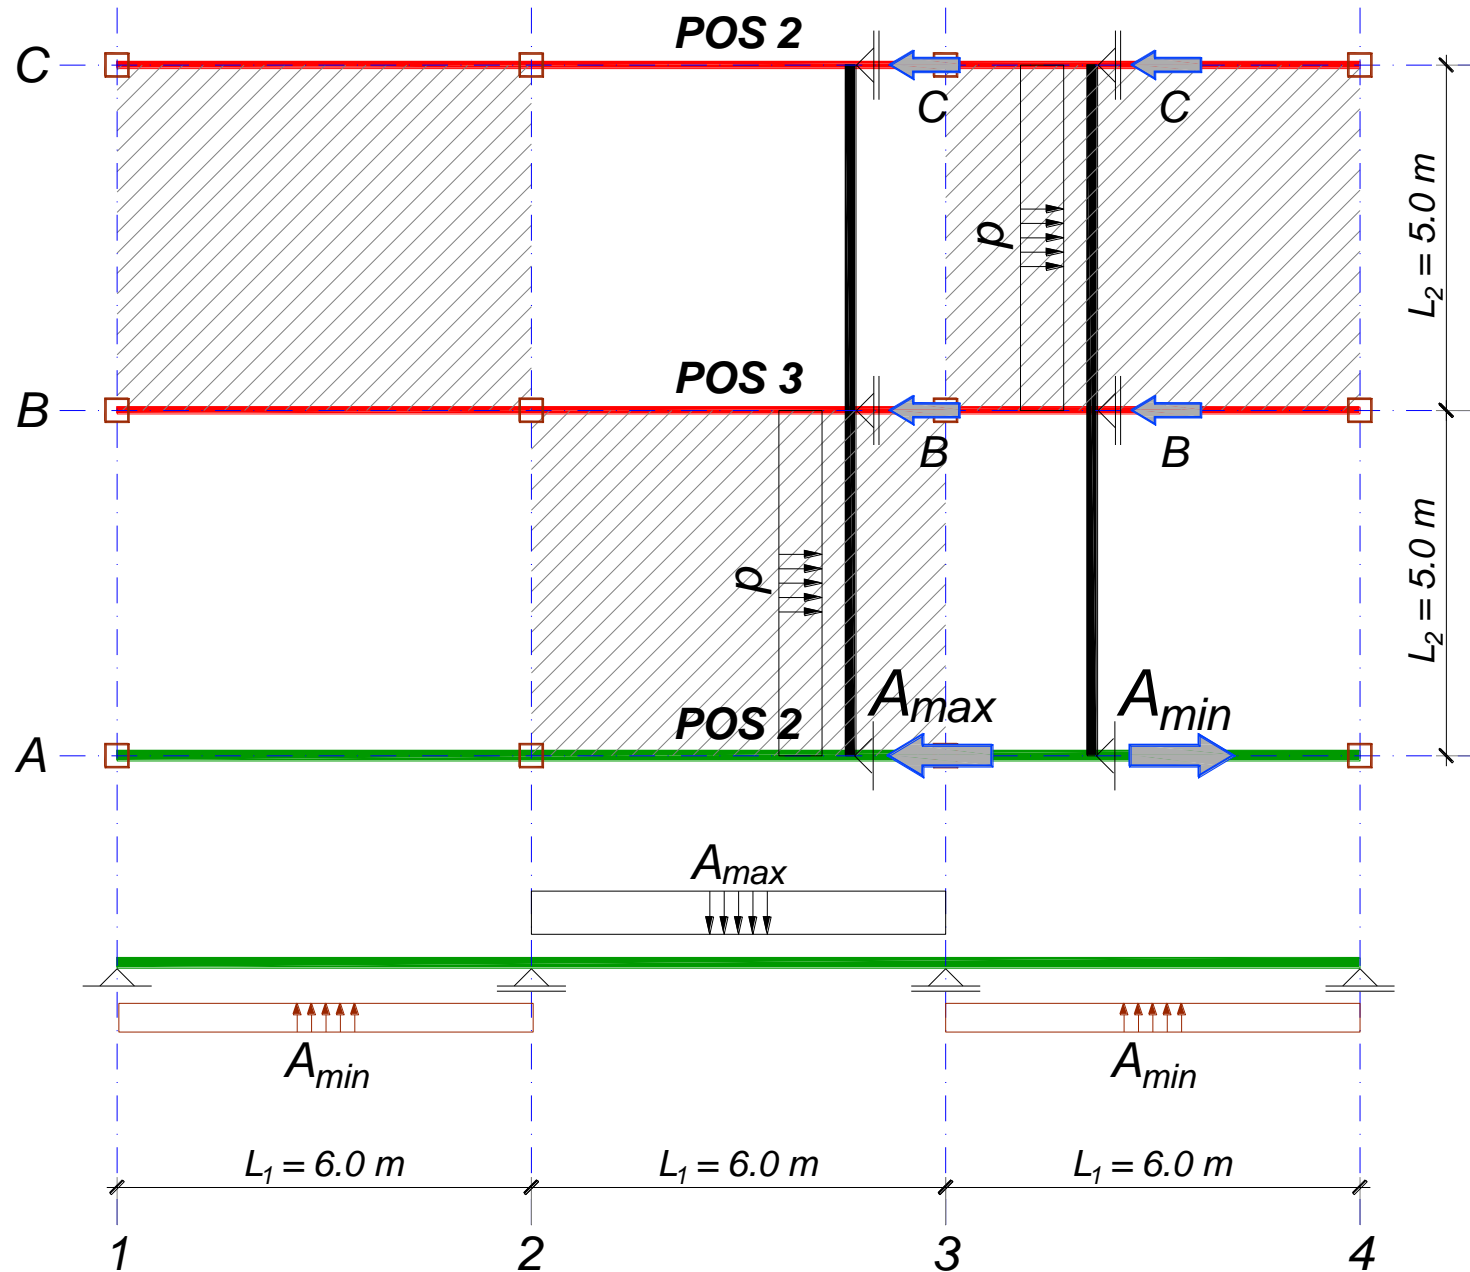 POS 2
C
C
C
p
L2 = 5.0 m
POS 3
B
B
B
p
L2 = 5.0 m
Amax
Amin
POS 2
A
Amax
Amin
Amin
L1 = 6.0 m
L1 = 6.0 m
L1 = 6.0 m
1
2
3
4